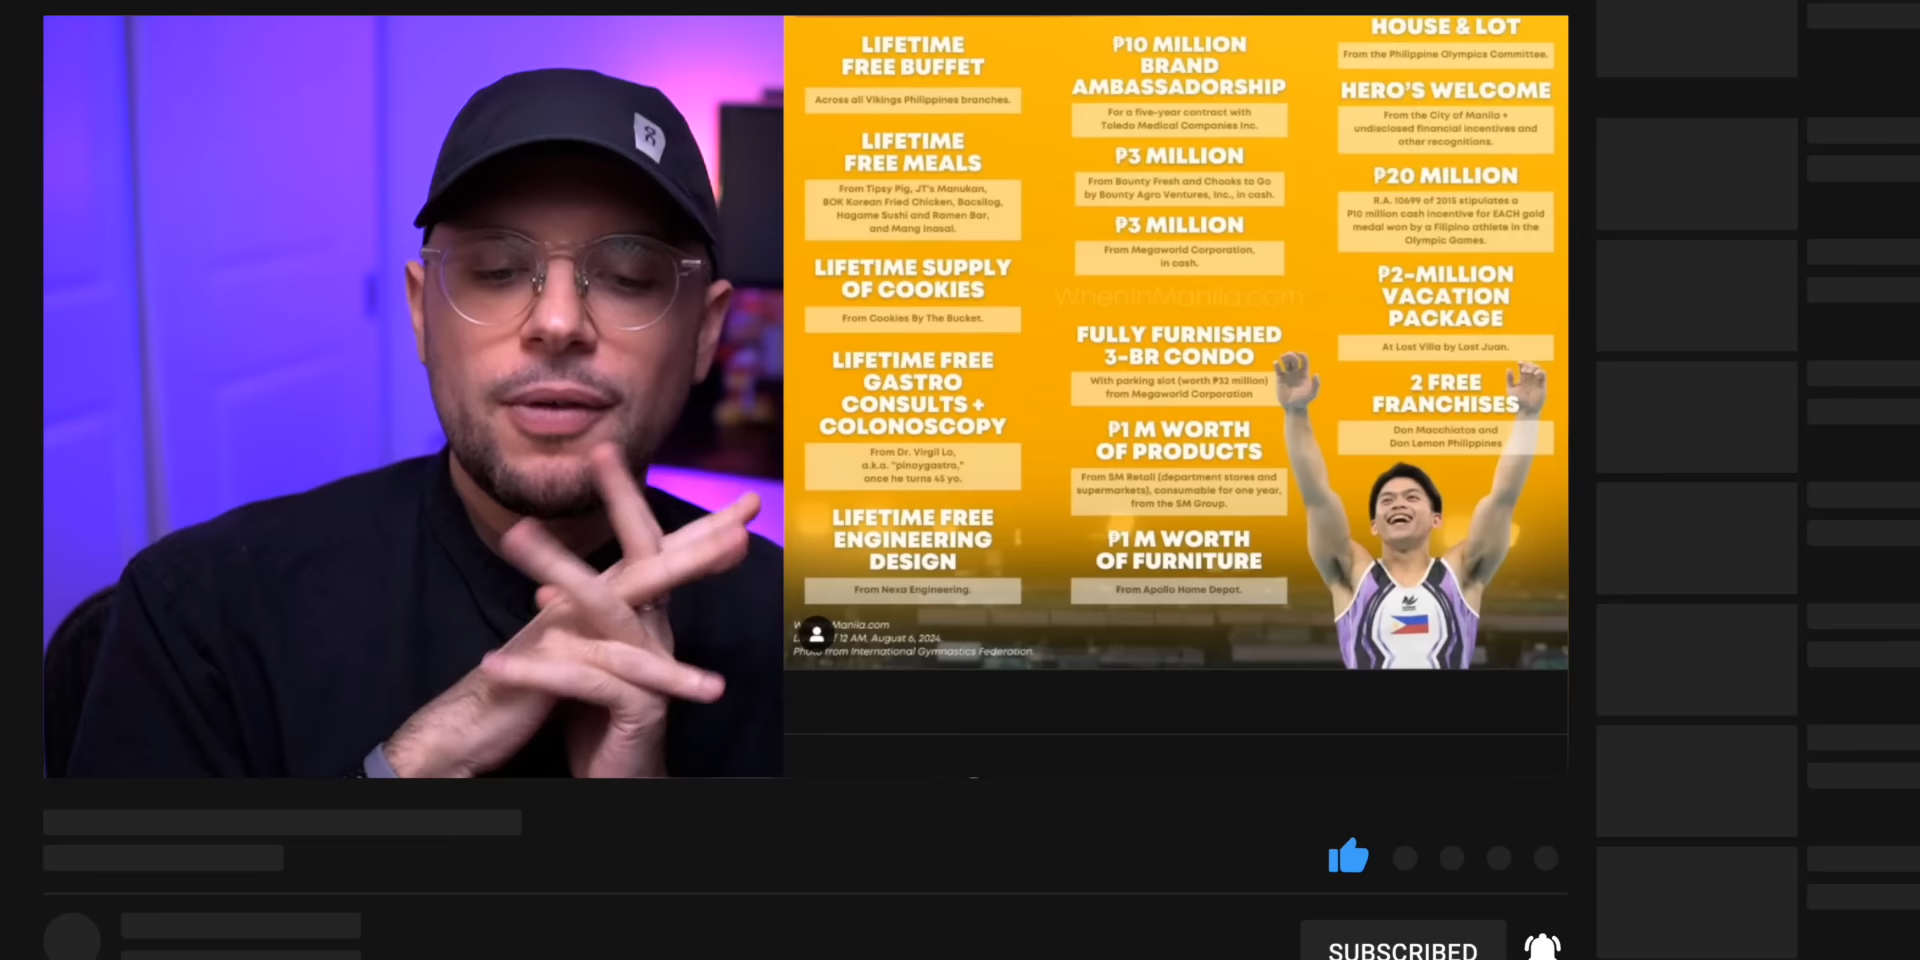 LIFETIME
FREE BUFFET
Across all Vikings Philippines branches.
LIFETIME
FREE MEALS
From Tipsy Pig, JT's Manukan,
BOK Korean Fried Chicken, Bacsilog,
Hagame Sushi and Ramen Bar,
and Mang Inasal.
LIFETIME SUPPLY
OF COOKIES
From Cookies By The Bucket.
LIFETIME FREE
GASTRO
CONSULTS +
COLONOSCOPY
From Dr. Virgil Lo,
a.k.a. "pinoygastro,"
once he turns 45 yo.
LIFETIME FREE
ENGINEERING
DESIGN
From Nexa Engineering.
Manila.com
12 AM, August 6, 2024
from International Gymnastics Federation
₱10 MILLION
BRAND
AMBASSADORSHIP
For a five-year contract with
Toledo Medical Companies Inc.
₱3 MILLION
From Bounty Fresh and Chooks to Go
by Bounty Agro Ventures, Inc., in cash.
₱3 MILLION
From Megaworld Corporation,
in cash.
WhenInManila.com
FULLY FURNISHED
3-BR CONDO
With parking slot (worth ₱32 million)
from Megaworld Corporation
₱1 M WORTH
OF PRODUCTS
From SM Retail (department stores and
supermarkets), consumable for one year,
from the SM Group.
₱1 M WORTH
OF FURNITURE
From Apollo Home Depot.
HOUSE & LOT
From the Philippine Olympics Committee.
HERO'S WELCOME
From the City of Manila +
undisclosed financial incentives and
other recognitions.
₱20 MILLION
R.A. 10699 of 2015 stipulates a
₱10 million cash incentive for EACH gold
medal won by a Filipino athlete in the
Olympic Games.
₱2-MILLION
VACATION
PACKAGE
At Lost Villa by Lost Juan.
2 FREE
FRANCHISES
Don Macchiatos and
Don Lemon Philippines
SUBSCRIBED